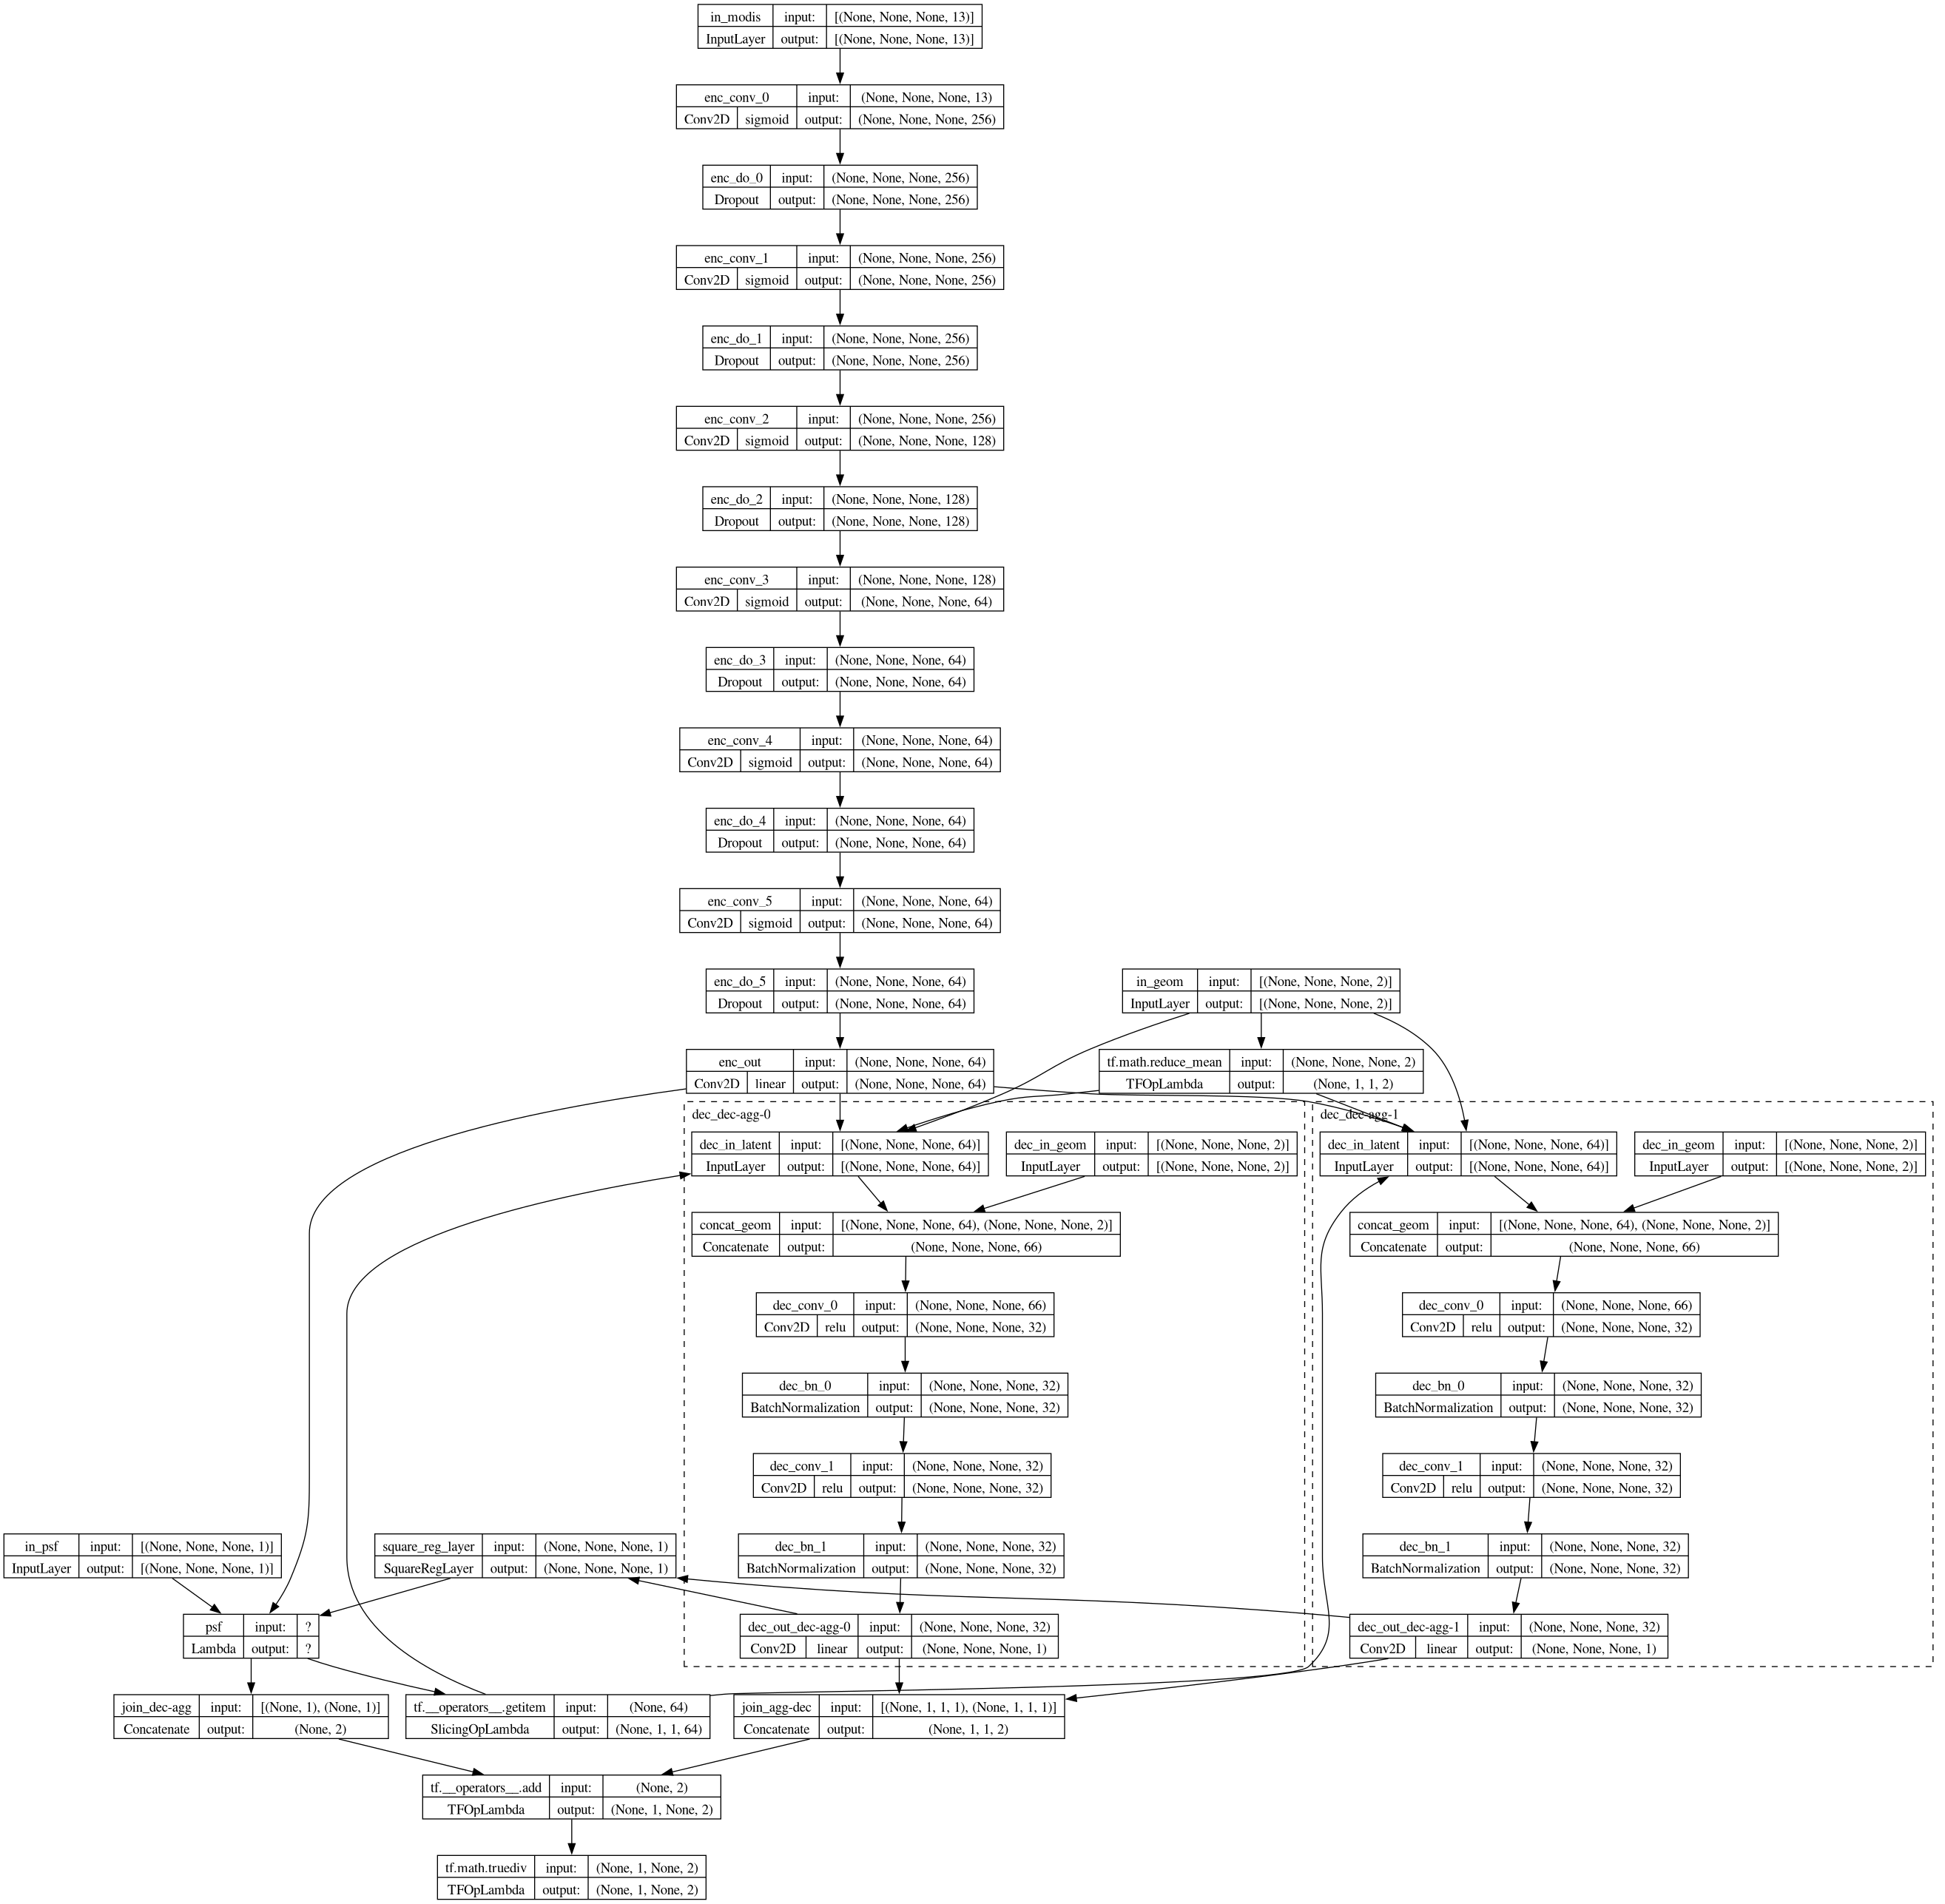 in_modis input: [(None, None, None, 13)]
InputLayer output: [(None, None, None, 13)]
enc_conv_0 input: (None, None, None, 13)
Conv2D sigmoid output: (None, None, None, 256)
enc_do_0 input: (None, None, None, 256)
Dropout output: (None, None, None, 256)
enc_conv_1 input: (None, None, None, 256)
Conv2D sigmoid output: (None, None, None, 256)
enc_do_1 input: (None, None, None, 256)
Dropout output: (None, None, None, 256)
enc_conv_2 input: (None, None, None, 256)
Conv2D sigmoid output: (None, None, None, 128)
enc_do_2 input: (None, None, None, 128)
Dropout output: (None, None, None, 128)
enc_conv_3 input: (None, None, None, 128)
Conv2D sigmoid output: (None, None, None, 64)
enc_do_3 input: (None, None, None, 64)
Dropout output: (None, None, None, 64)
enc_conv_4 input: (None, None, None, 64)
Conv2D sigmoid output: (None, None, None, 64)
enc_do_4 input: (None, None, None, 64)
Dropout output: (None, None, None, 64)
enc_conv_5 input: (None, None, None, 64)
Conv2D sigmoid output: (None, None, None, 64)
enc_do_5 input: (None, None, None, 64)
Dropout output: (None, None, None, 64)
in_geom input: [(None, None, None, 2)]
InputLayer output: [(None, None, None, 2)]
enc_out input: (None, None, None, 64)
Conv2D linear output: (None, None, None, 64)
tf.math.reduce_mean input: (None, None, None, 2)
TFOpLambda output: (None, 1, 1, 2)
dec_dec-agg-0
dec_in_latent input: [(None, None, None, 64)]
InputLayer output: [(None, None, None, 64)]
dec_in_geom input: [(None, None, None, 2)]
InputLayer output: [(None, None, None, 2)]
concat_geom input: [(None, None, None, 64), (None, None, None, 2)]
Concatenate output: (None, None, None, 66)
dec_conv_0 input: (None, None, None, 66)
Conv2D relu output: (None, None, None, 32)
dec_bn_0 input: (None, None, None, 32)
BatchNormalization output: (None, None, None, 32)
dec_conv_1 input: (None, None, None, 32)
Conv2D relu output: (None, None, None, 32)
dec_bn_1 input: (None, None, None, 32)
BatchNormalization output: (None, None, None, 32)
dec_out_dec-agg-0 input: (None, None, None, 32)
Conv2D linear output: (None, None, None, 1)
dec_dec-agg-1
dec_in_latent input: [(None, None, None, 64)]
InputLayer output: [(None, None, None, 64)]
dec_in_geom input: [(None, None, None, 2)]
InputLayer output: [(None, None, None, 2)]
concat_geom input: [(None, None, None, 64), (None, None, None, 2)]
Concatenate output: (None, None, None, 66)
dec_conv_0 input: (None, None, None, 66)
Conv2D relu output: (None, None, None, 32)
dec_bn_0 input: (None, None, None, 32)
BatchNormalization output: (None, None, None, 32)
dec_conv_1 input: (None, None, None, 32)
Conv2D relu output: (None, None, None, 32)
dec_bn_1 input: (None, None, None, 32)
BatchNormalization output: (None, None, None, 32)
dec_out_dec-agg-1 input: (None, None, None, 32)
Conv2D linear output: (None, None, None, 1)
in_psf input: [(None, None, None, 1)]
InputLayer output: [(None, None, None, 1)]
square_reg_layer input: (None, None, None, 1)
SquareRegLayer output: (None, None, None, 1)
psf input: ?
Lambda output: ?
join_dec-agg input: [(None, 1), (None, 1)]
Concatenate output: (None, 2)
tf.__operators__.getitem input: (None, 64)
SlicingOpLambda output: (None, 1, 1, 64)
join_agg-dec input: [(None, 1, 1, 1), (None, 1, 1, 1)]
Concatenate output: (None, 1, 1, 2)
tf.__operators__.add input: (None, 2)
TFOpLambda output: (None, 1, None, 2)
tf.math.truediv input: (None, 1, None, 2)
TFOpLambda output: (None, 1, None, 2)